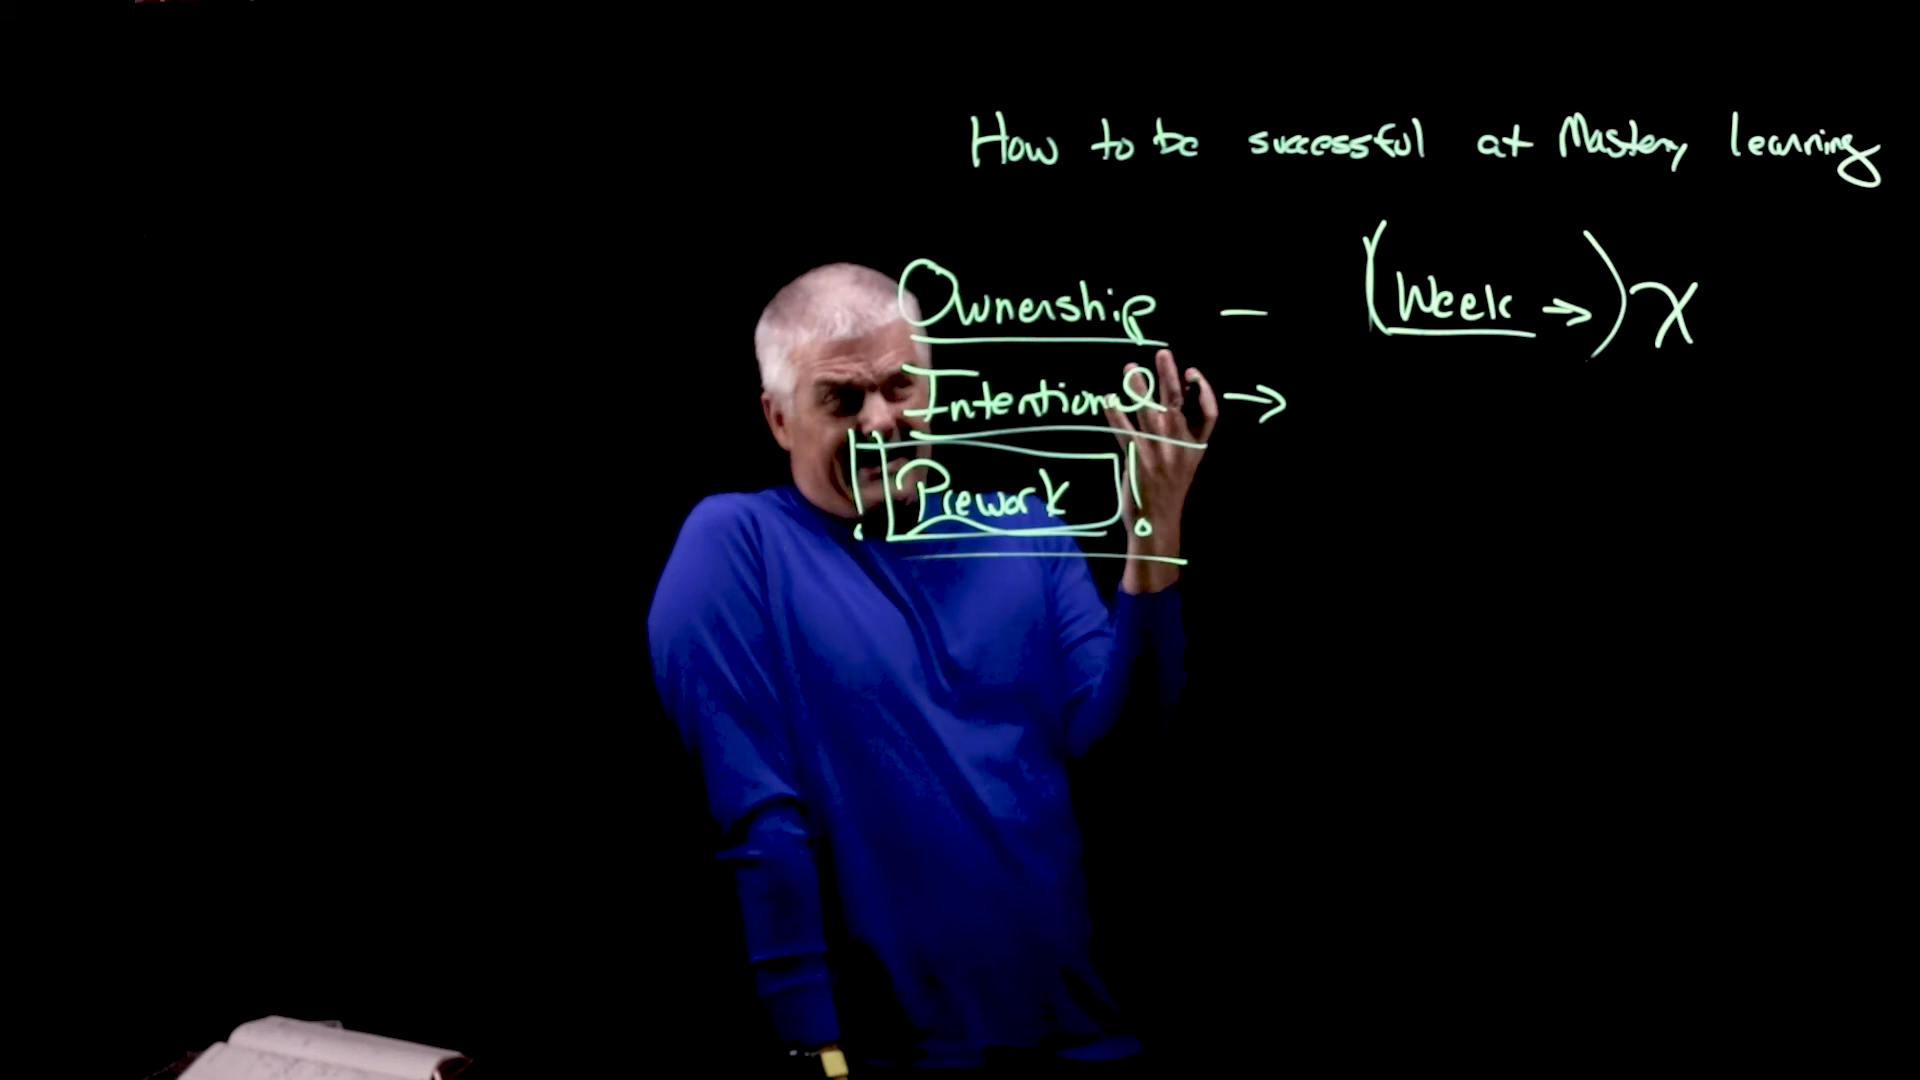 How to be successful at Mastery learning
Ownership - (Week →) x
Intentional →
! Prework !